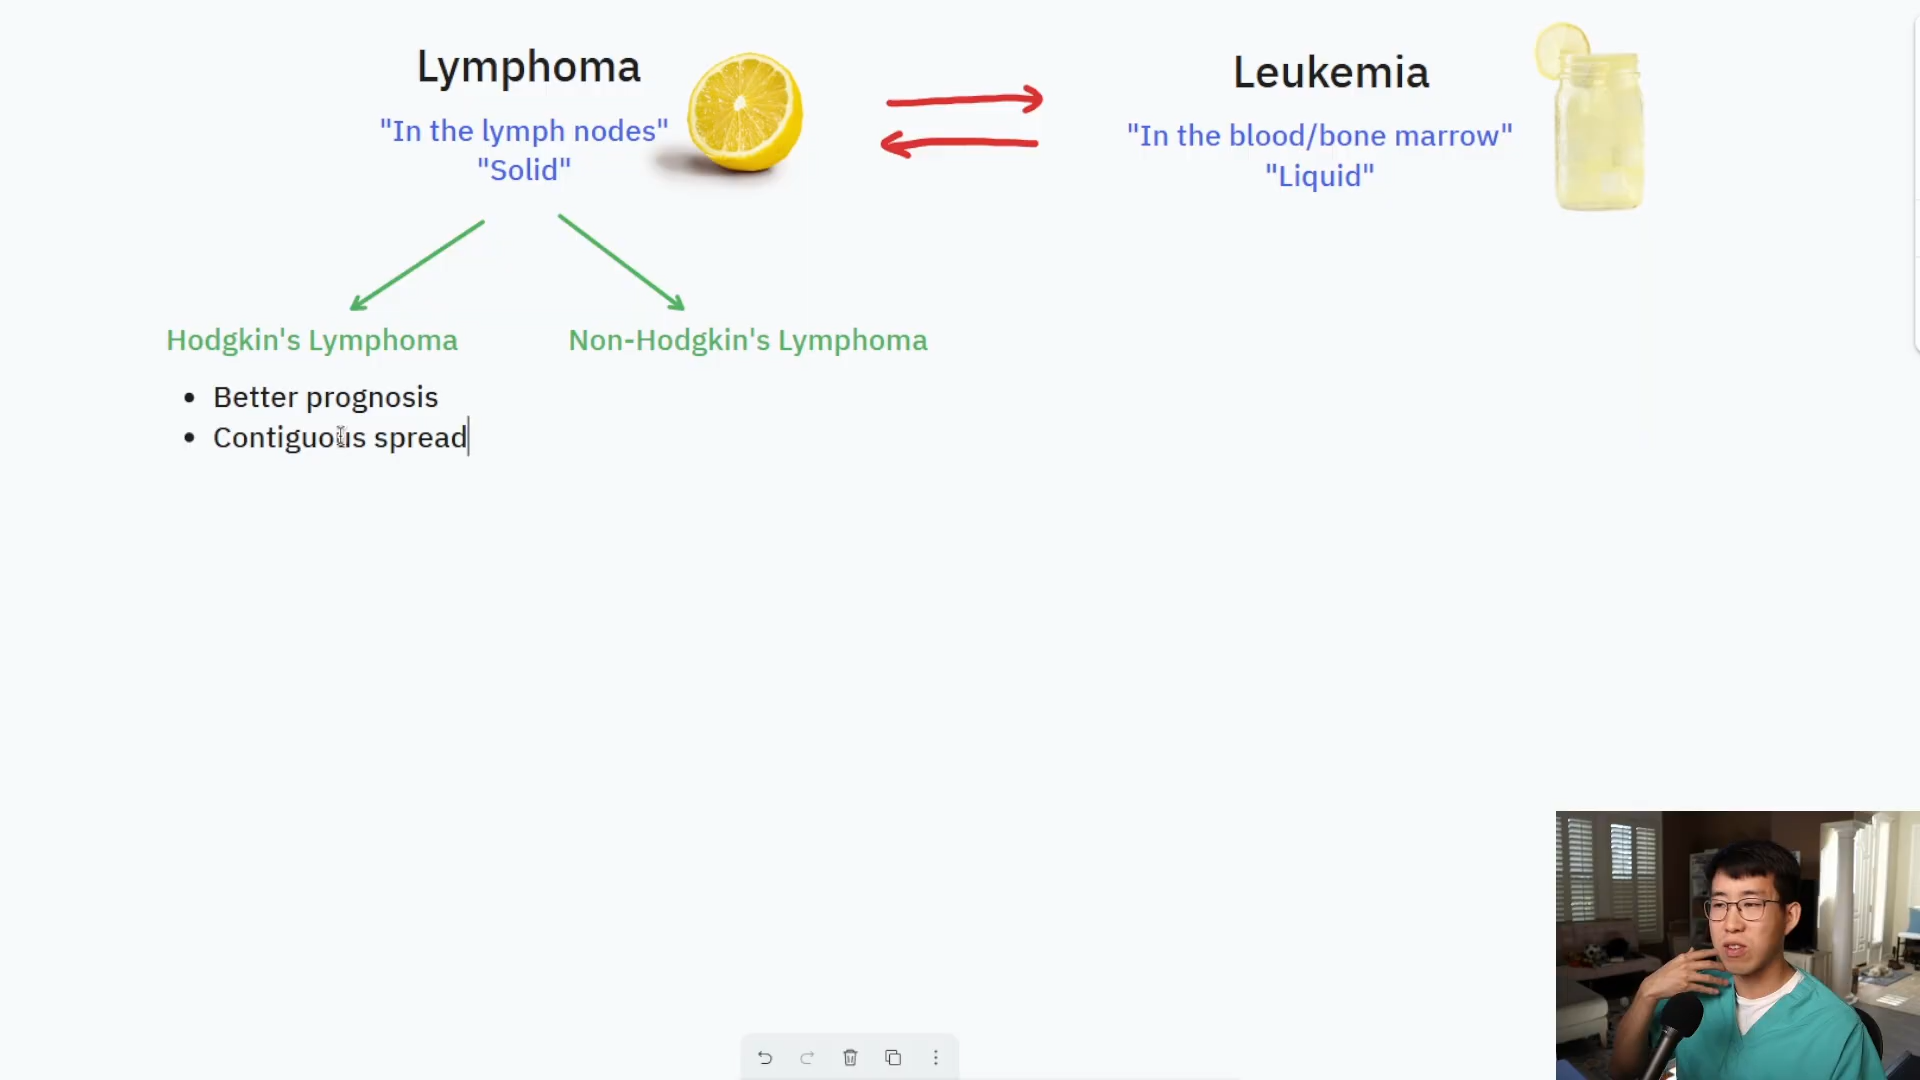 Lymphoma
"In the lymph nodes"
"Solid"
Leukemia
"In the blood/bone marrow"
"Liquid"
Hodgkin's Lymphoma
Non-Hodgkin's Lymphoma
Better prognosis
Contiguous spread